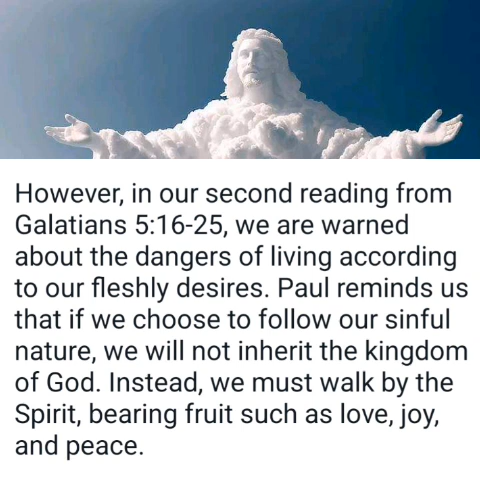 However, in our second reading from
Galatians 5:16-25, we are warned
about the dangers of living according
to our fleshly desires. Paul reminds us
that if we choose to follow our sinful
nature, we will not inherit the kingdom
of God. Instead, we must walk by the
Spirit, bearing fruit such as love, joy,
and peace.